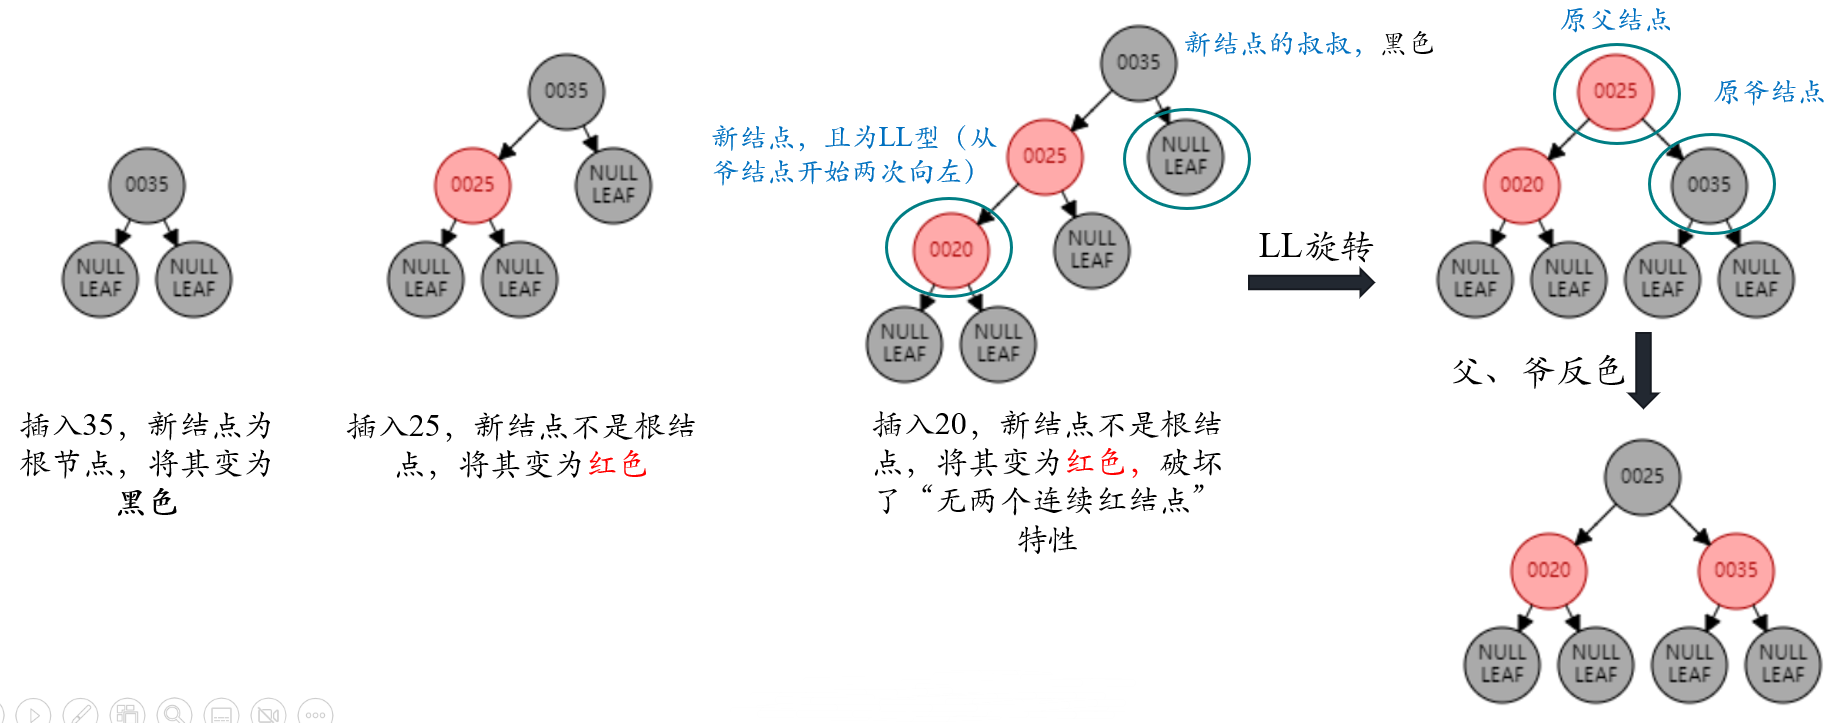 0035
NULL
LEAF
NULL
LEAF
插入35，新结点为
根节点，将其变为
黑色
0035
0025
NULL
LEAF
NULL
LEAF
NULL
LEAF
插入25，新结点不是根结
点，将其变为红色
0035
新结点的叔叔，黑色
新结点，且为LL型（从
爷结点开始两次向左）
0025
NULL
LEAF
0020
NULL
LEAF
NULL
LEAF
NULL
LEAF
插入20，新结点不是根结
点，将其变为红色，破坏
了“无两个连续红结点”
特性
LL旋转
原父结点
0025
原爷结点
0020
0035
NULL
LEAF
NULL
LEAF
NULL
LEAF
NULL
LEAF
父、爷反色
0025
0020
0035
NULL
LEAF
NULL
LEAF
NULL
LEAF
NULL
LEAF